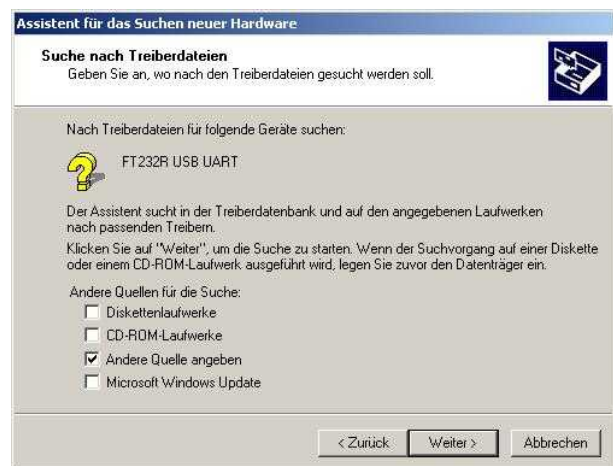 Assistent für das Suchen neuer Hardware
Suche nach Treiberdateien
Geben Sie an, wo nach den Treiberdateien gesucht werden soll.
Nach Treiberdateien für folgende Geräte suchen:
FT232R USB UART
Der Assistent sucht in der Treiberdatenbank und auf den angegebenen Laufwerken
nach passenden Treibern.
Klicken Sie auf "Weiter", um die Suche zu starten. Wenn der Suchvorgang auf einer Diskette
oder einem CD-ROM-Laufwerk ausgeführt wird, legen Sie zuvor den Datenträger ein.
Andere Quellen für die Suche:
Diskettenlaufwerke
CD-ROM-Laufwerke
Andere Quelle angeben
Microsoft Windows Update
< Zurück Weiter > Abbrechen